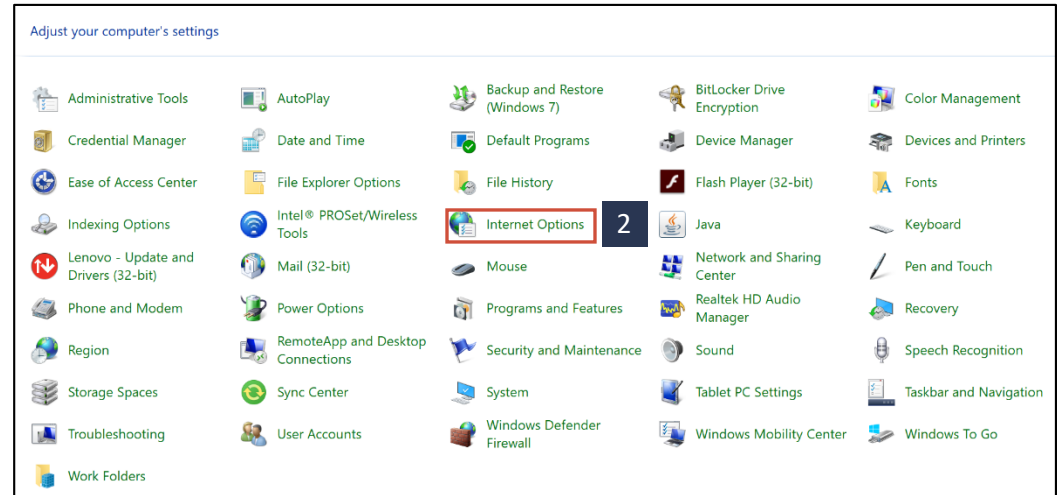 Adjust your computer's settings
Administrative Tools
AutoPlay
Backup and Restore
(Windows 7)
BitLocker Drive
Encryption
Color Management
Credential Manager
Date and Time
Default Programs
Device Manager
Devices and Printers
Ease of Access Center
File Explorer Options
File History
Flash Player (32-bit)
Fonts
Indexing Options
Intel® PROSet/Wireless
Tools
Internet Options
2
Java
Keyboard
Lenovo - Update and
Drivers (32-bit)
Mail (32-bit)
Mouse
Network and Sharing
Center
Pen and Touch
Phone and Modem
Power Options
Programs and Features
Realtek HD Audio
Manager
Recovery
Region
RemoteApp and Desktop
Connections
Security and Maintenance
Sound
Speech Recognition
Storage Spaces
Sync Center
System
Tablet PC Settings
Taskbar and Navigation
Troubleshooting
User Accounts
Windows Defender
Firewall
Windows Mobility Center
Windows To Go
Work Folders